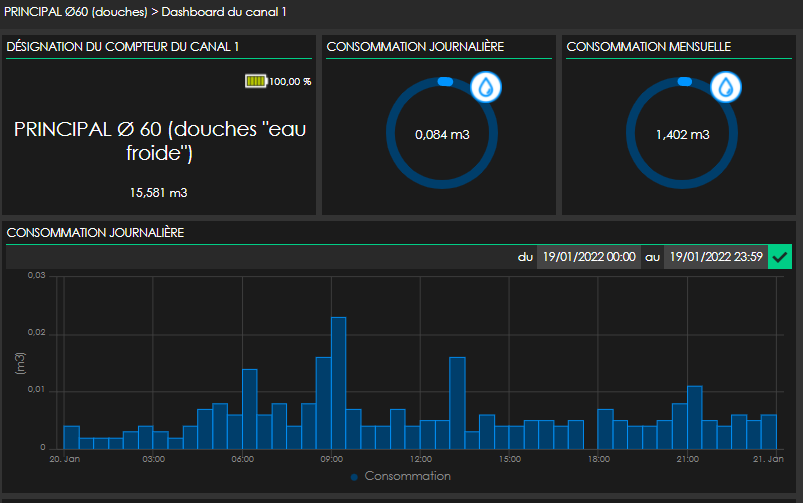 PRINCIPAL Ø60 (douches) > Dashboard du canal 1
DÉSIGNATION DU COMPTEUR DU CANAL 1
100,00 %
PRINCIPAL Ø 60 (douches "eau
froide")
15,581 m3
CONSOMMATION JOURNALIÈRE
0,084 m3
CONSOMMATION MENSUELLE
1,402 m3
CONSOMMATION JOURNALIÈRE
du 19/01/2022 00:00 au 19/01/2022 23:59
(m3)
0,03
0,02
0,01
0
20. Jan 03:00 06:00 09:00 12:00 15:00 18:00 21:00 21. Jan
Consommation